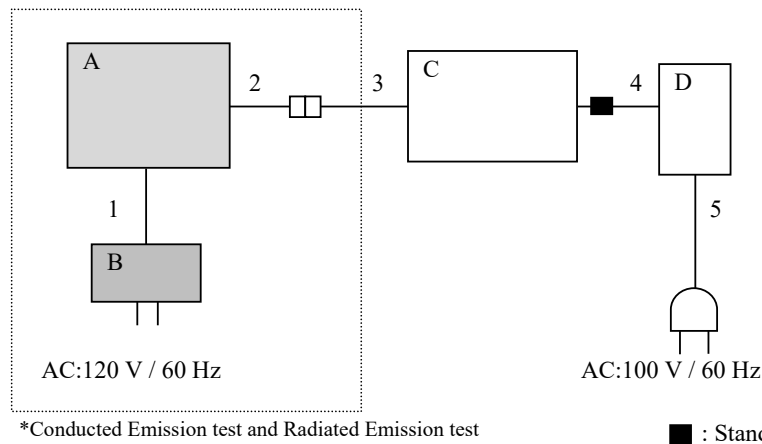 A
2
3
C
4
D
1
5
B
AC:120 V / 60 Hz
AC:100 V / 60 Hz
*Conducted Emission test and Radiated Emission test
: Stand